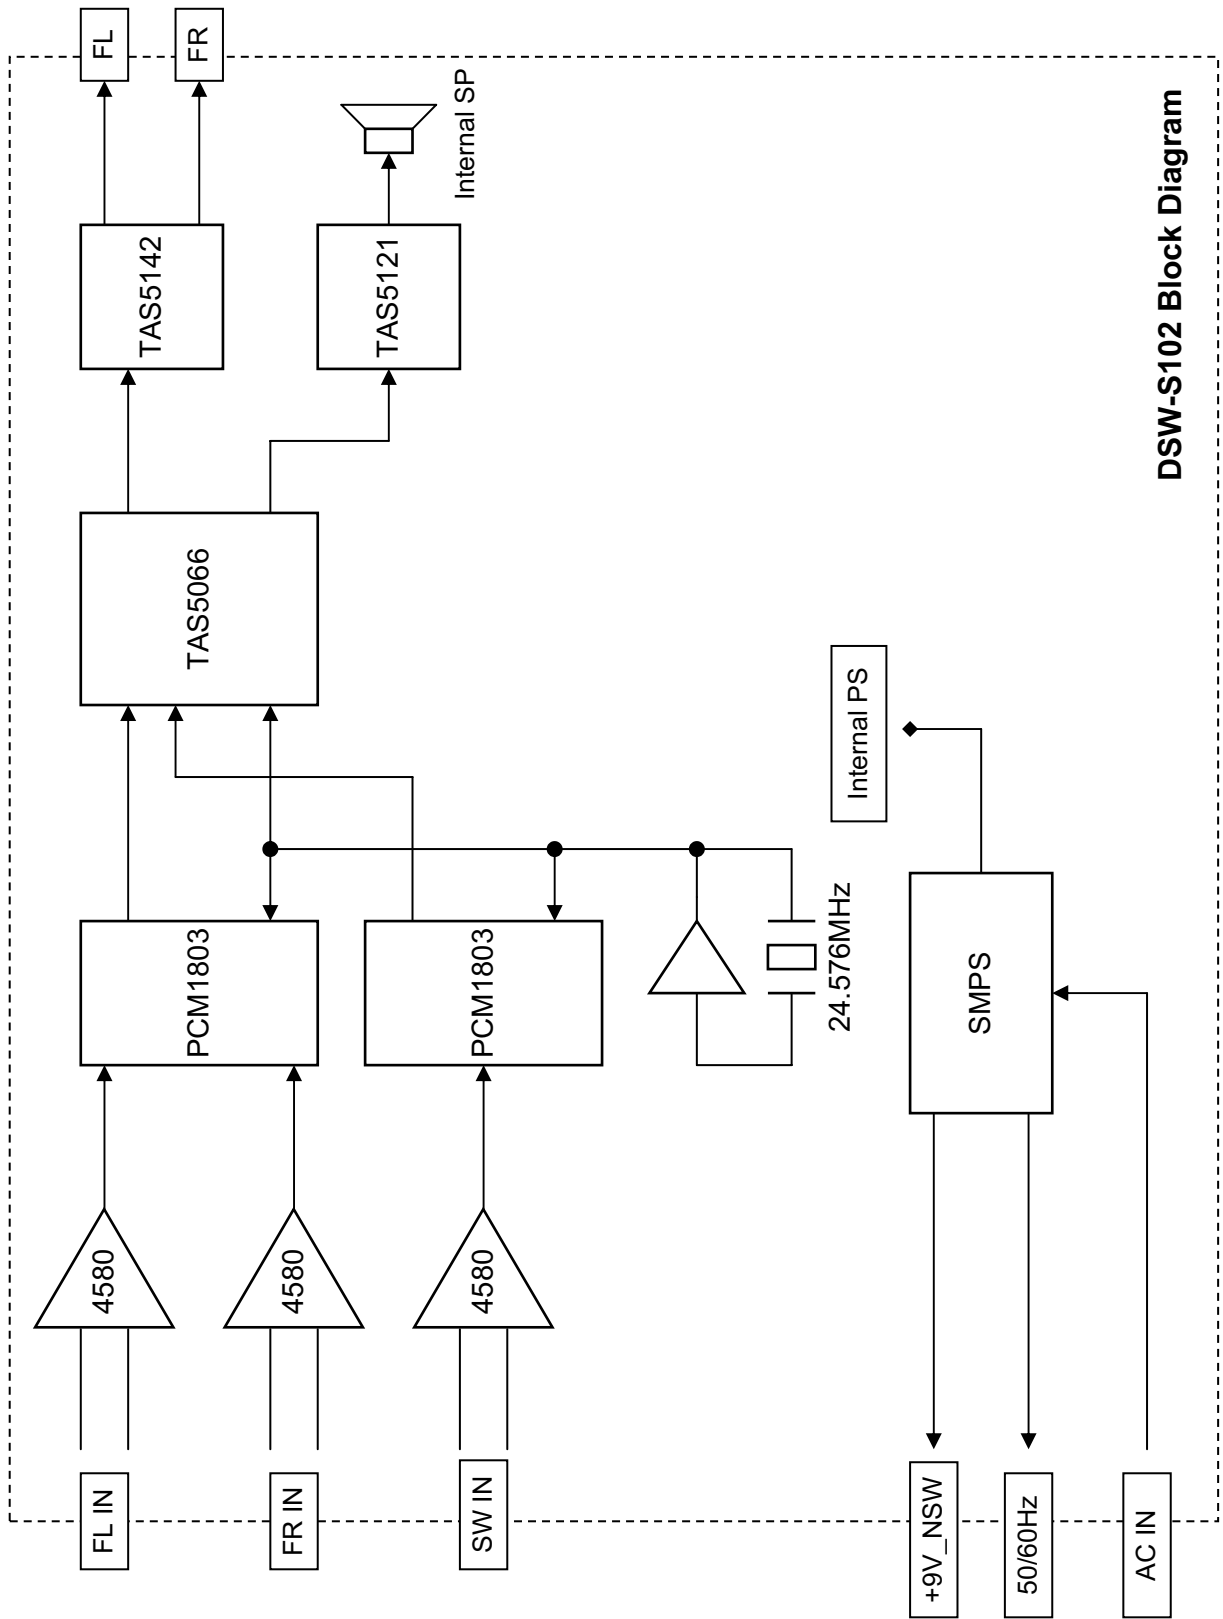 FL IN
FR IN
SW IN
+9V_NSW
50/60Hz
AC IN
4580
4580
4580
PCM1803
PCM1803
24.576MHz
SMPS
Internal PS
TAS5066
TAS5142
TAS5121
Internal SP
FL
FR
DSW-S102 Block Diagram